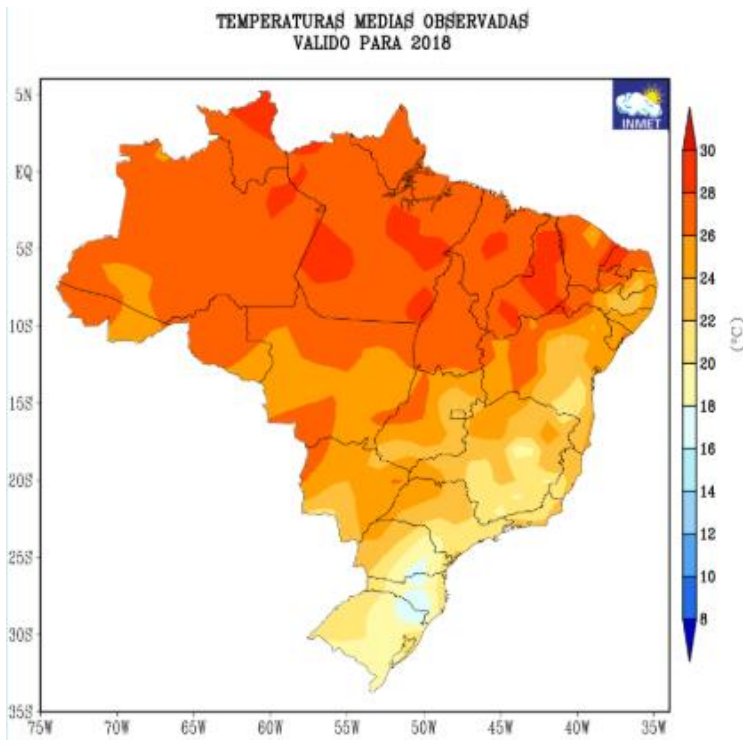 TEMPERATURAS MEDIAS OBSERVADAS
VALIDO PARA 2018
INMET
5N
EQ
5S
10S
15S
20S
25S
30S
35S
75W
70W
65W
60W
55W
50W
45W
40W
35W
30
28
26
24
22
20
18
16
14
12
10
8
(°C)